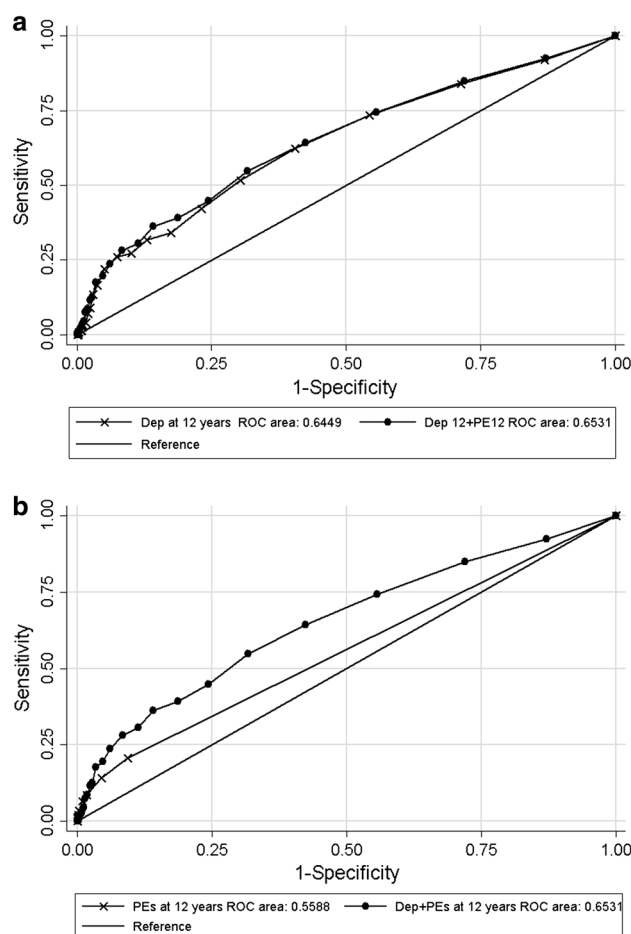 a
1.00
0.75
0.50
0.25
0.00
Sensitivity
0.00 0.25 0.50 0.75 1.00
1-Specificity
Dep at 12 years ROC area: 0.6449 Dep 12+PE12 ROC area: 0.6531
Reference
b
1.00
0.75
0.50
0.25
0.00
Sensitivity
0.00 0.25 0.50 0.75 1.00
1-Specificity
PEs at 12 years ROC area: 0.5588 Dep+PEs at 12 years ROC area: 0.6531
Reference